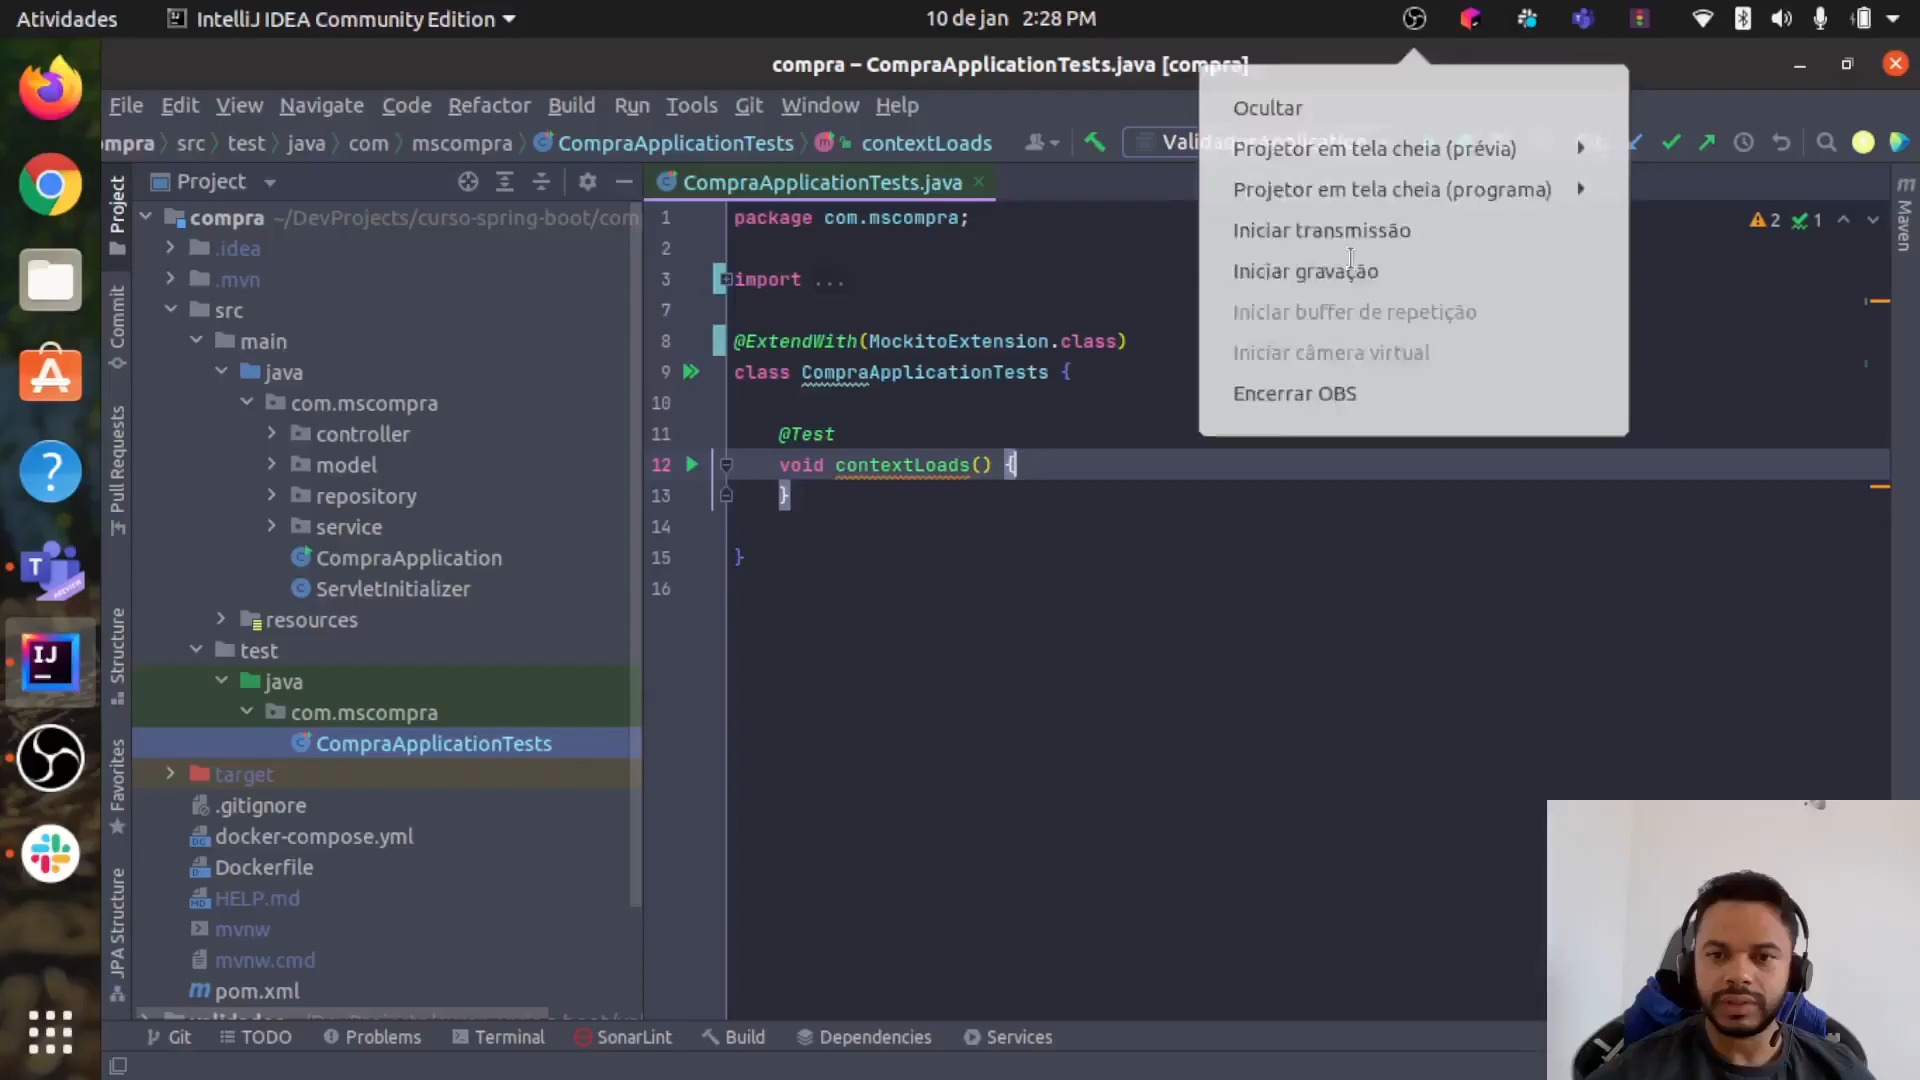 Atividades
IntelliJ IDEA Community Edition
10 de jan 2:28 PM
compra – CompraApplicationTests.java [compra]
File Edit View Navigate Code Refactor Build Run Tools Git Window Help
ompra src test java com mscompra CompraApplicationTests contextLoads
Project
compra ~/DevProjects/curso-spring-boot/com
.idea
.mvn
src
main
java
com.mscompra
controller
model
repository
service
CompraApplication
ServletInitializer
resources
test
java
com.mscompra
CompraApplicationTests
target
.gitignore
docker-compose.yml
Dockerfile
HELP.md
mvnw
mvnw.cmd
pom.xml
Project
Commit
Pull Requests
Structure
Favorites
JPA Structure
CompraApplicationTests.java
1 package com.mscompra;
2
3 import ...
7
8 @ExtendWith(MockitoExtension.class)
9 class CompraApplicationTests {
10
11 @Test
12 void contextLoads() {
13 }
14
15 }
16
2 1
Maven
Ocultar
Projetor em tela cheia (prévia)
Projetor em tela cheia (programa)
Iniciar transmissão
Iniciar gravação
Iniciar buffer de repetição
Iniciar câmera virtual
Encerrar OBS
Git TODO Problems Terminal SonarLint Build Dependencies Services